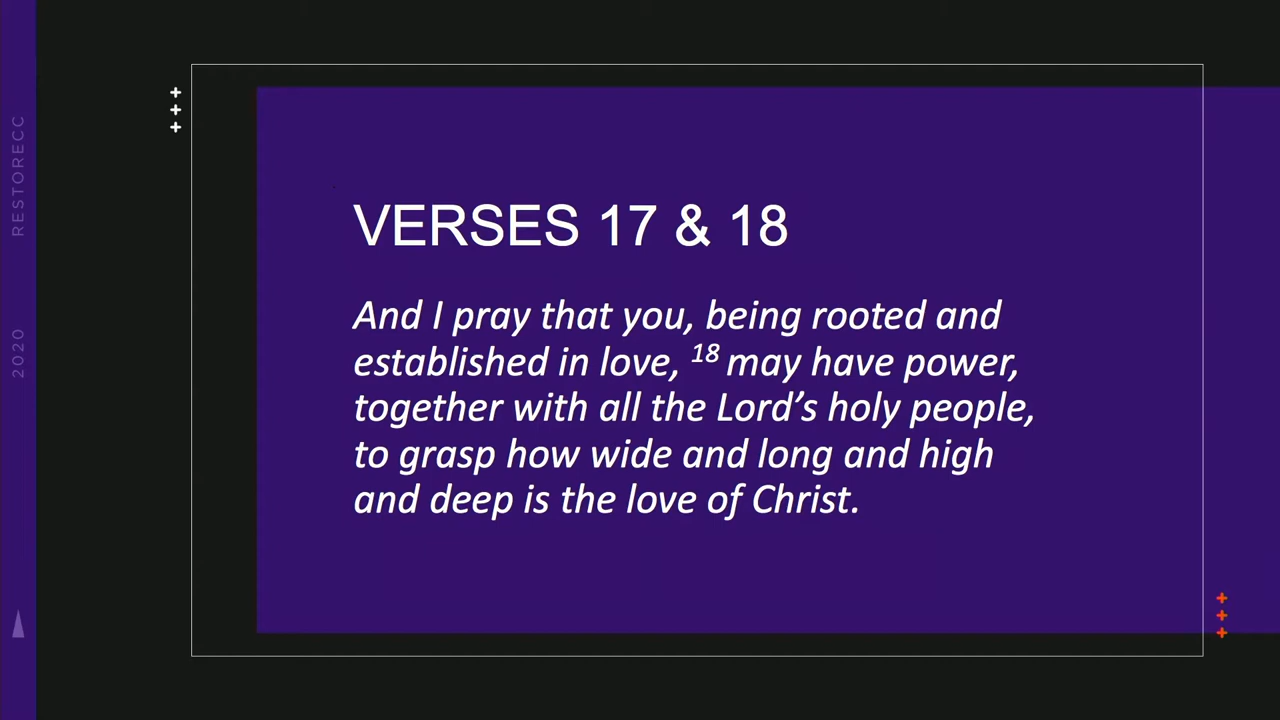 RESTORECC
2020
VERSES 17 & 18
And I pray that you, being rooted and
established in love, 18 may have power,
together with all the Lord’s holy people,
to grasp how wide and long and high
and deep is the love of Christ.